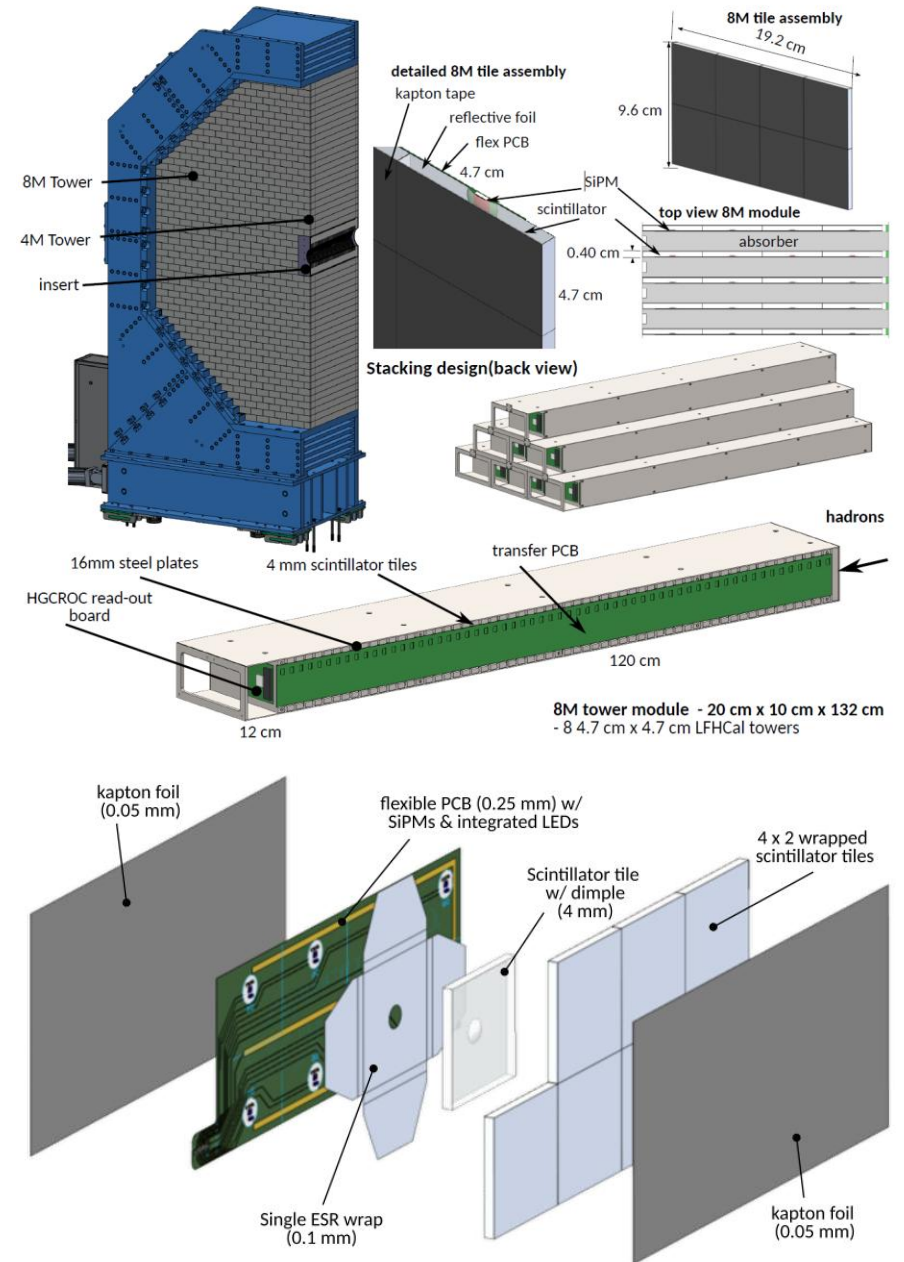 8M tile assembly
19.2 cm
9.6 cm
detailed 8M tile assembly
kapton tape
reflective foil
flex PCB
4.7 cm
SiPM
scintillator
4.7 cm
top view 8M module
absorber
0.40 cm
8M Tower
4M Tower
insert
Stacking design(back view)
hadrons
16mm steel plates
4 mm scintillator tiles
transfer PCB
HGCROC read-out
board
120 cm
12 cm
8M tower module - 20 cm x 10 cm x 132 cm
- 8 4.7 cm x 4.7 cm LFHCal towers
kapton foil
(0.05 mm)
flexible PCB (0.25 mm) w/
SiPMs & integrated LEDs
4 x 2 wrapped
scintillator tiles
Scintillator tile
w/ dimple
(4 mm)
Single ESR wrap
(0.1 mm)
kapton foil
(0.05 mm)